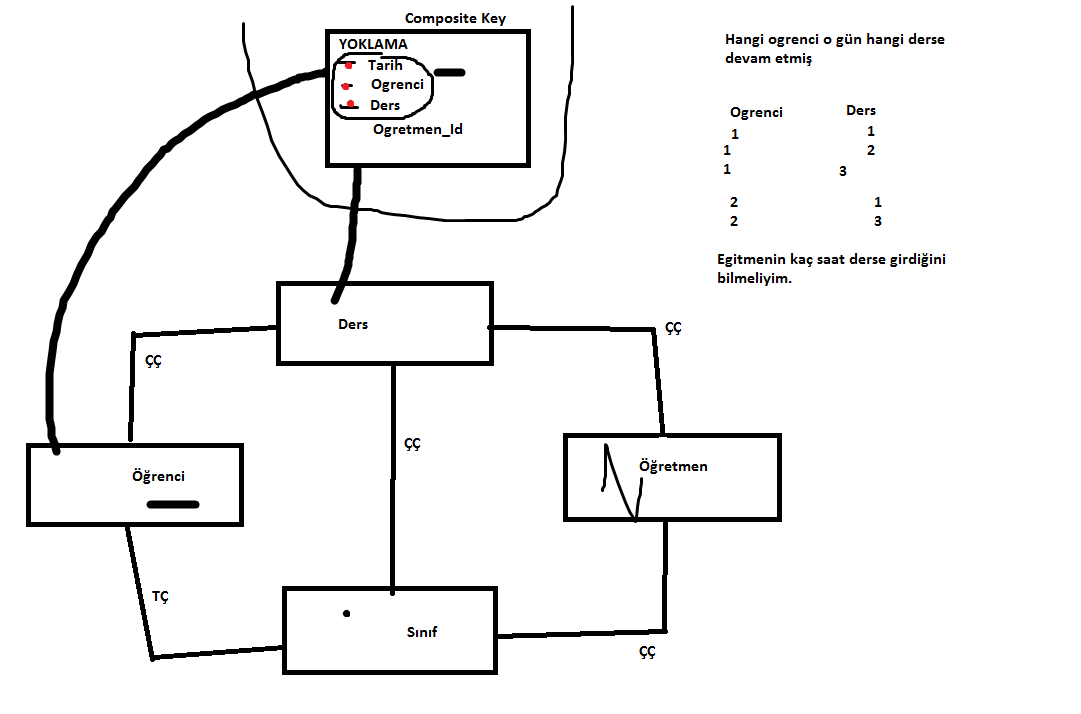 Composite Key
YOKLAMA
Tarih
Ogrenci
Ders
Ogretmen_Id
Hangi ogrenci o gün hangi derse
devam etmiş
Ogrenci Ders
1 1
1 2
1 3
2 1
2 3
Egitmenin kaç saat derse girdiğini
bilmeliyim.
Ders
ÇÇ
ÇÇ
ÇÇ
Öğretmen
Öğrenci
TÇ
Sınıf
ÇÇ